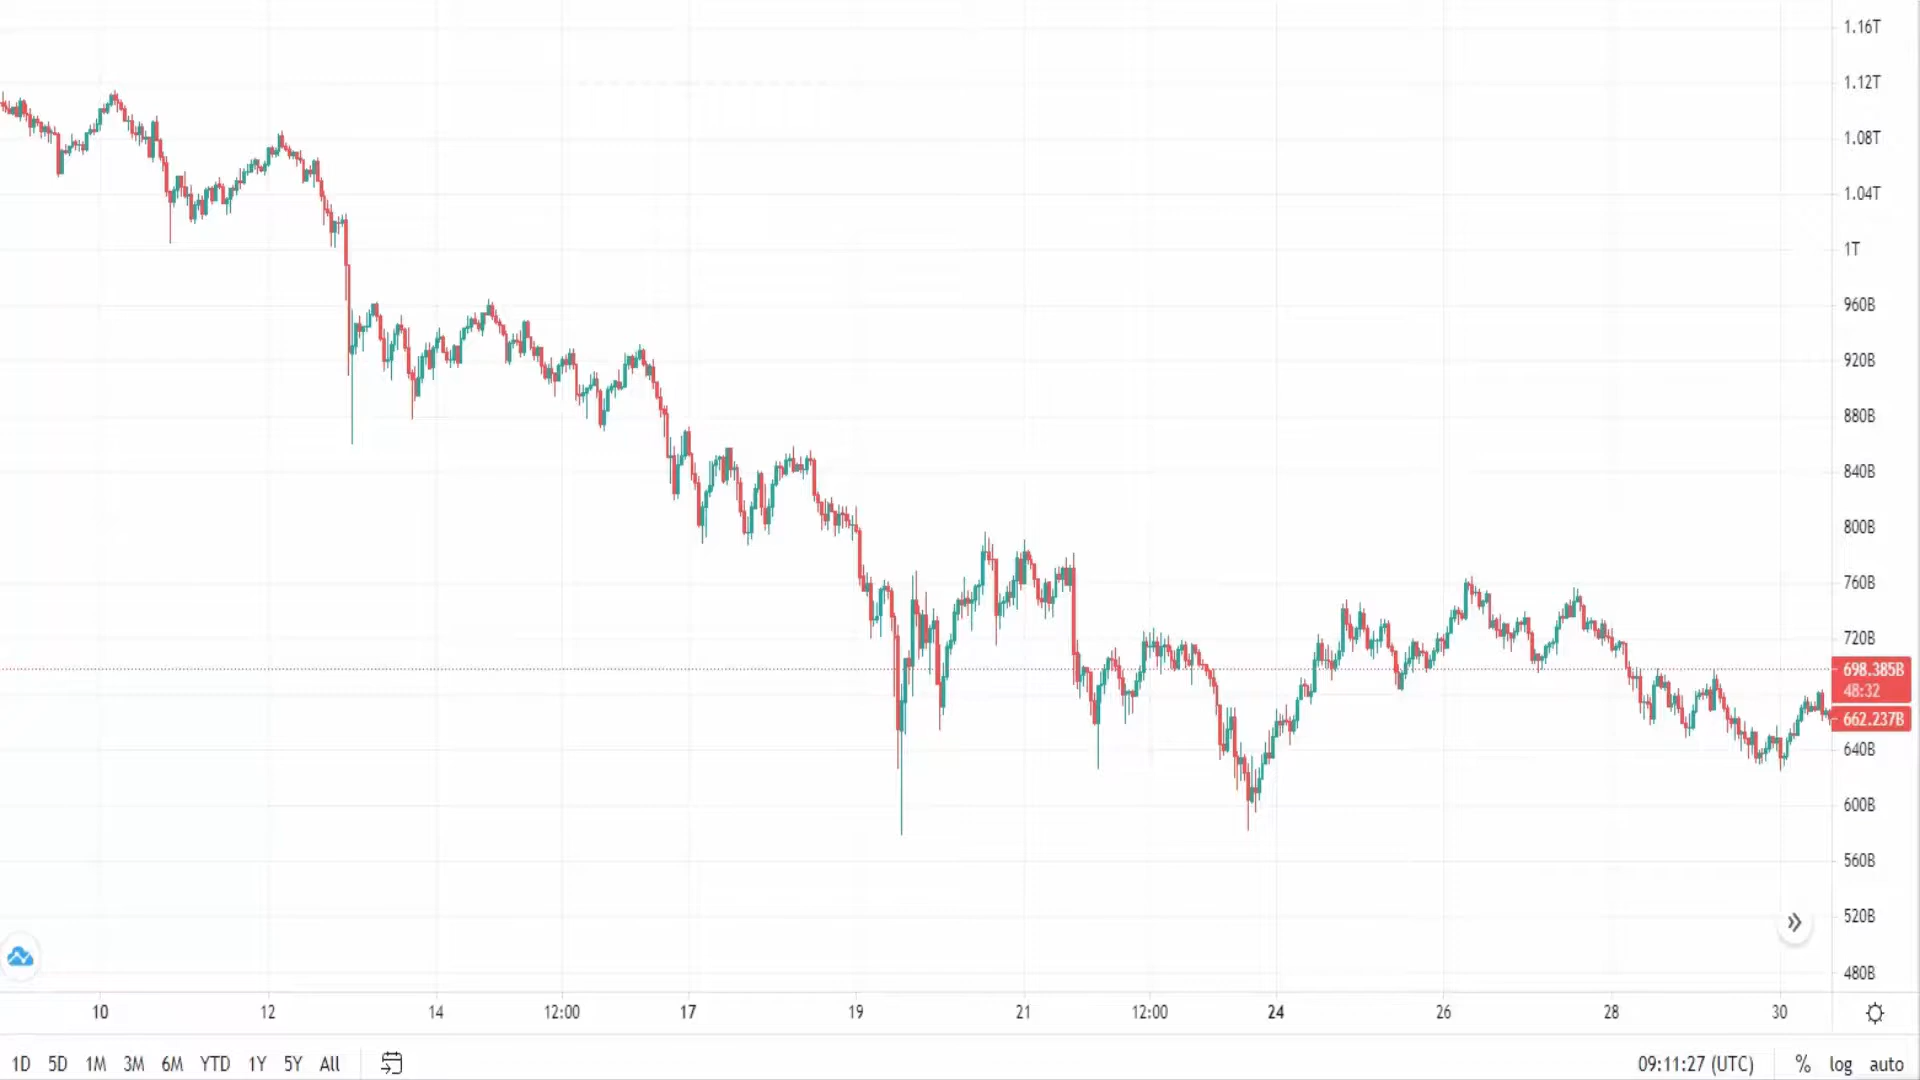 1.16T
1.12T
1.08T
1.04T
1T
960B
920B
880B
840B
800B
760B
720B
698.385B
48:32
662.237B
640B
600B
560B
520B
480B
10 12 14 12:00 17 19 21 12:00 24 26 28 30
1D 5D 1M 3M 6M YTD 1Y 5Y All 09:11:27 (UTC) % log auto